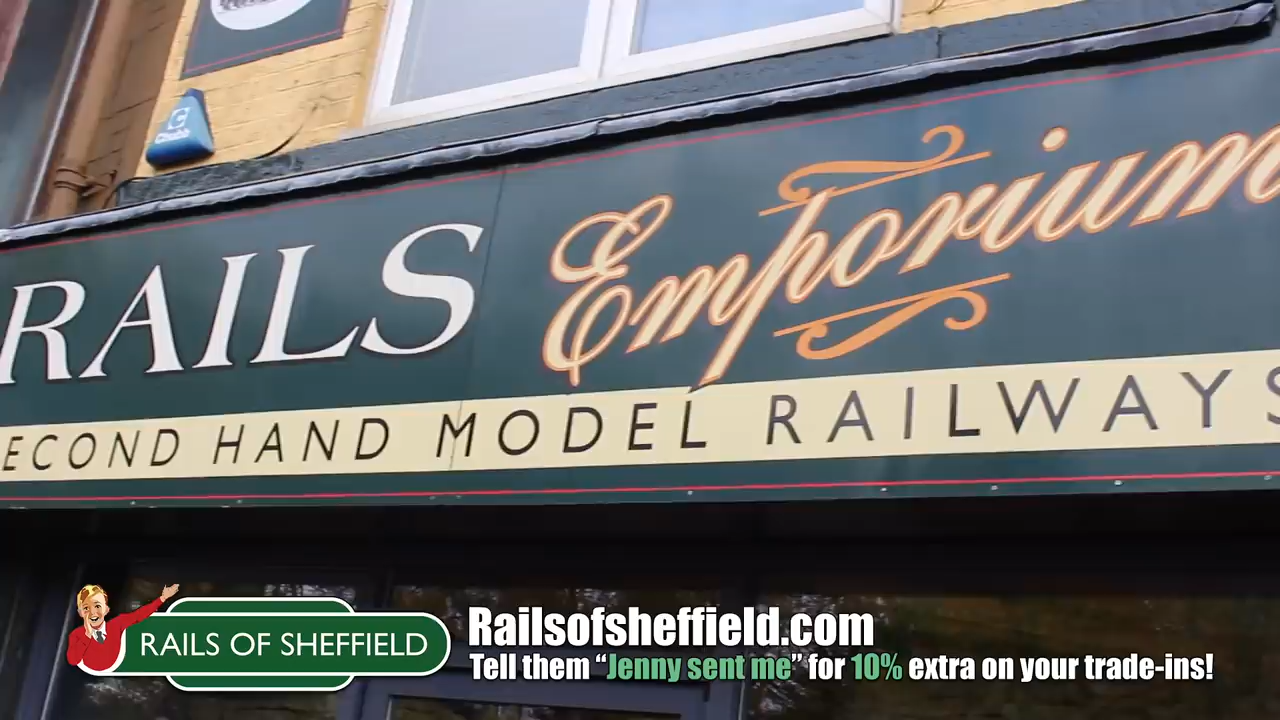 C
Chubb
RAILS Emporium
ECOND HAND MODEL RAILWAYS
RAILS OF SHEFFIELD
Railsofsheffield.com
Tell them “Jenny sent me” for 10% extra on your trade-ins!